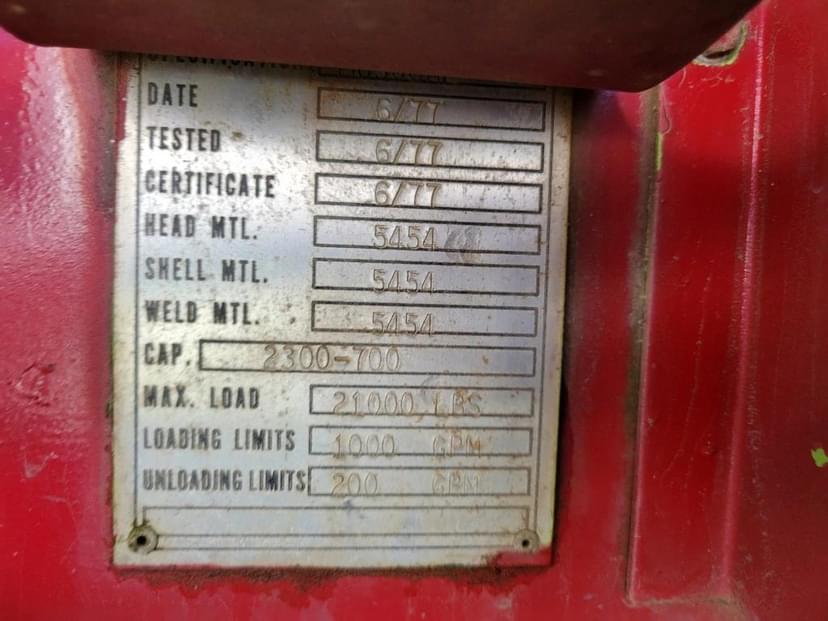 SPECIFICATION
DATE 6/77
TESTED 6/77
CERTIFICATE 6/77
HEAD MTL. 5454
SHELL MTL. 5454
WELD MTL. 5454
CAP. 2300-700
MAX. LOAD 21000 LBS
LOADING LIMITS 1000 GPM
UNLOADING LIMITS 200 GPM